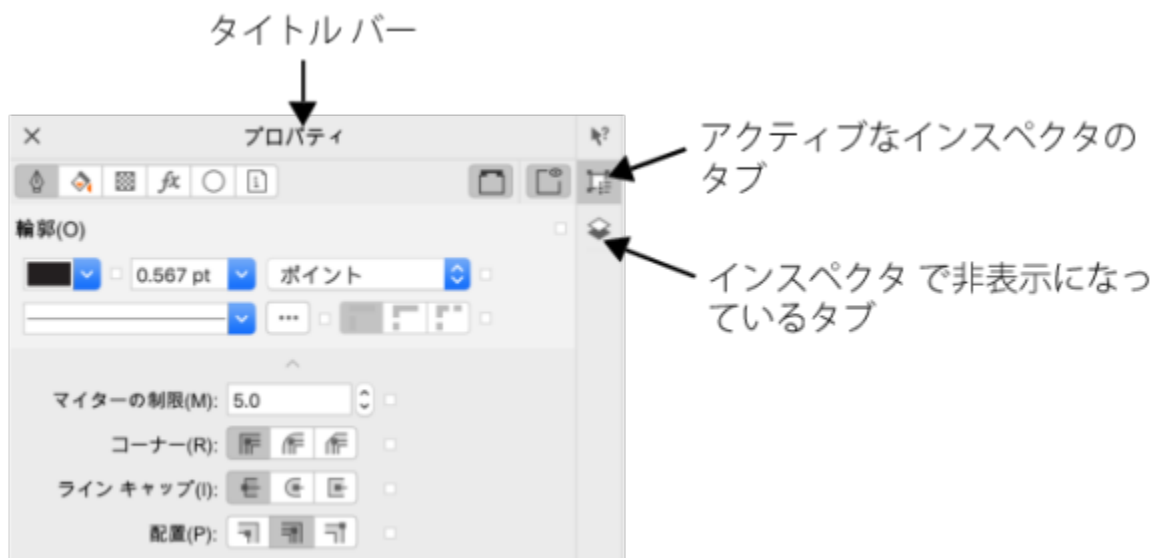 タイトル バー
プロパティ
アクティブなインスペクタの
タブ
輪郭(O)
0.567 pt
ポイント
インスペクタ で非表示になっ
ているタブ
マイターの制限(M): 5.0
コーナー(R):
ライン キャップ(I):
配置(P):